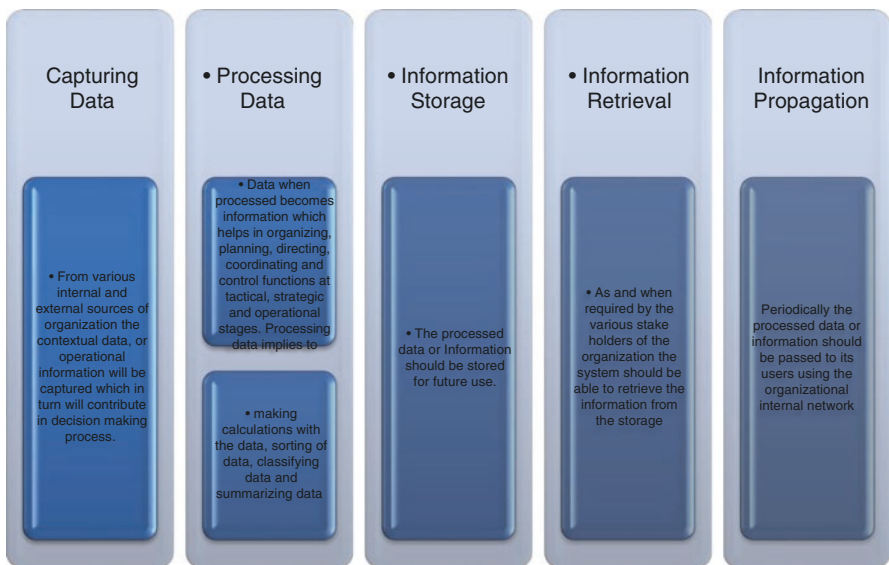 Capturing
Data
• From various
internal and
external sources of
organization the
contextual data, or
operational
information will be
captured which in
turn will contribute
in decision making
process.
• Processing
Data
• Data when
processed becomes
information which
helps in organizing,
planning, directing,
coordinating and
control functions at
tactical, strategic
and operational
stages. Processing
data implies to
• making
calculations with
the data, sorting of
data, classifying
data and
summarizing data
• Information
Storage
• The processed
data or Information
should be stored
for future use.
• Information
Retrieval
• As and when
required by the
various stake
holders of the
organization the
system should be
able to retrieve the
information from
the storage
Information
Propagation
Periodically the
processed data or
information should
be passed to its
users using the
organizational
internal network